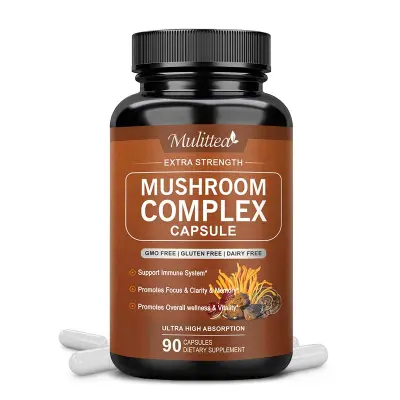 Mulittea
EXTRA STRENGTH
MUSHROOM
COMPLEX
CAPSULE
GMO FREE | GLUTEN FREE | DAIRY FREE
Support Immune System*
Promotes Focus & Clarity & Memory*
Promotes Overall wellness & Vitality*
ULTRA HIGH ABSORPTION
90 CAPSULES
DIETARY SUPPLEMENT